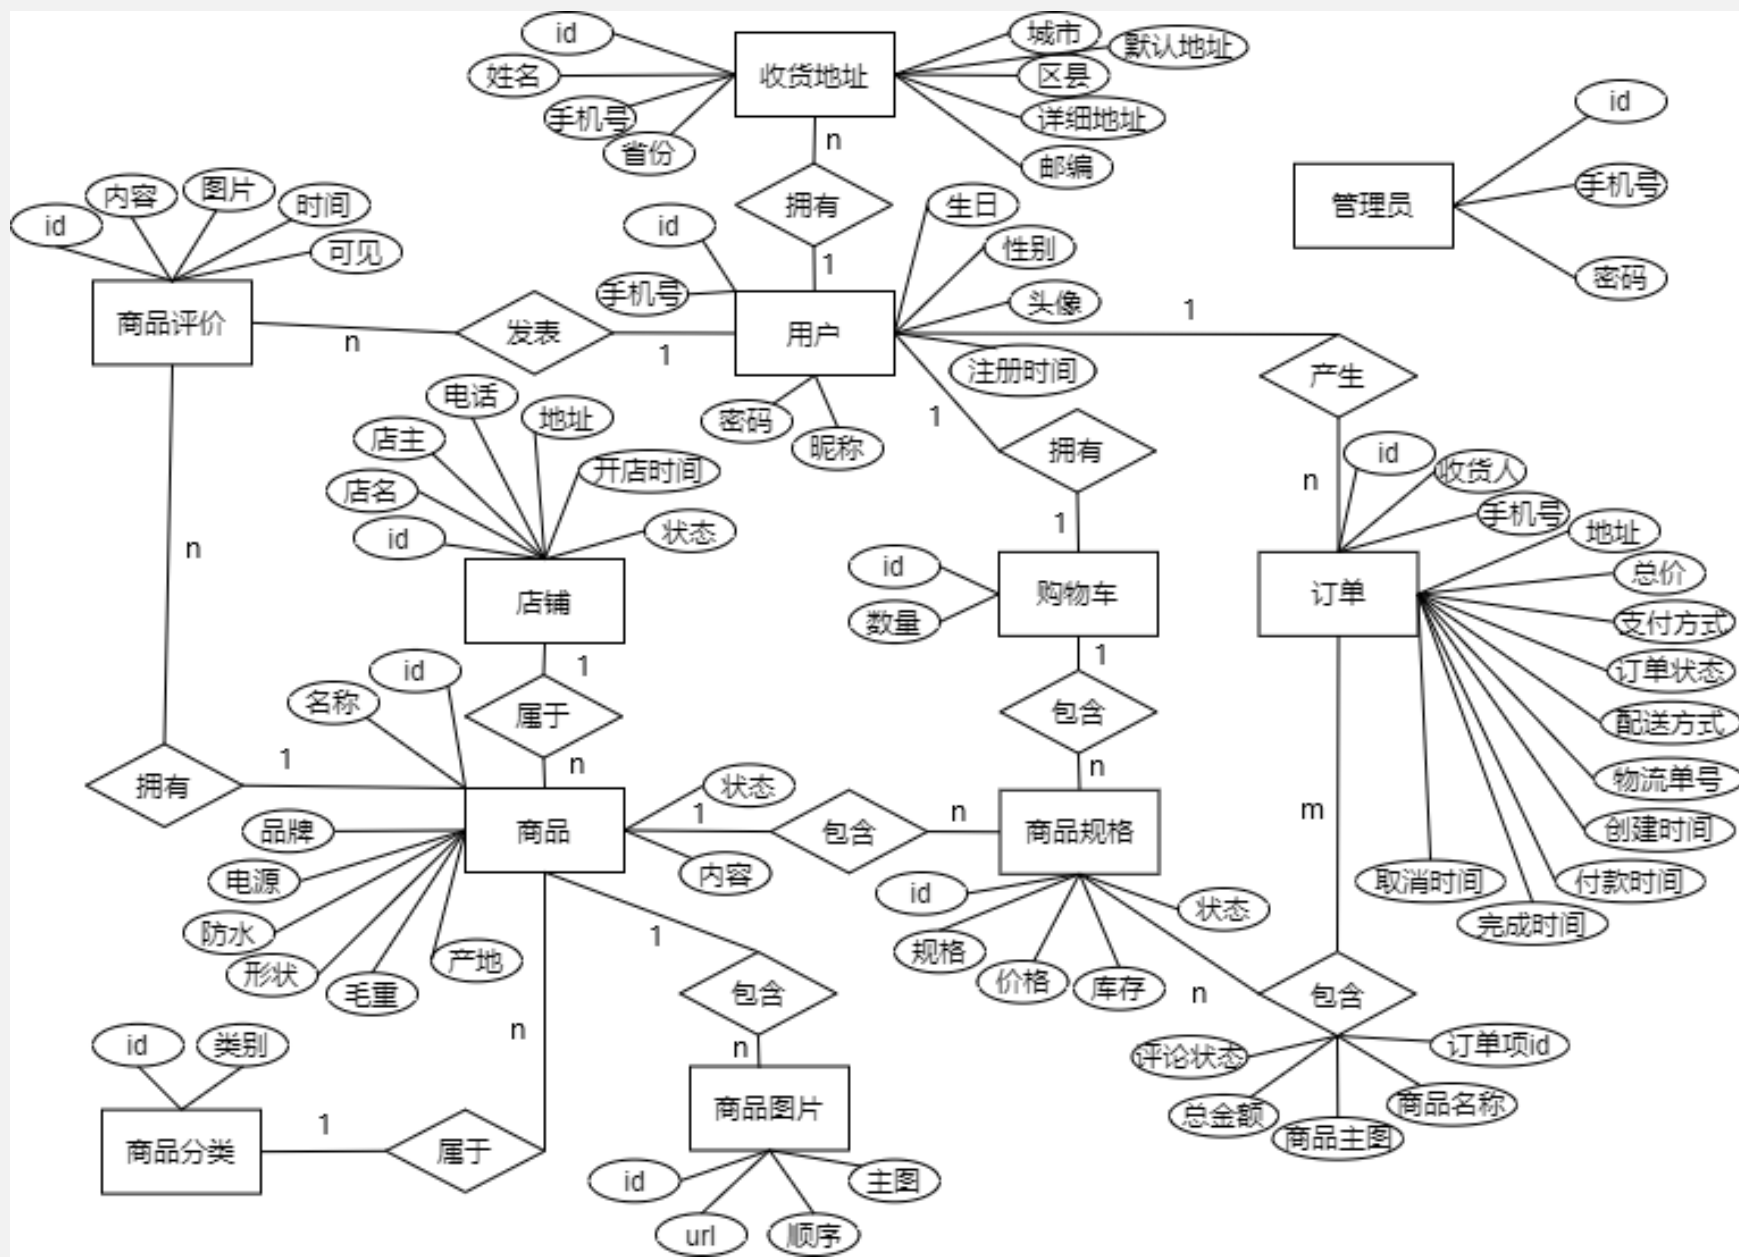 id
城市
默认地址
姓名
收货地址
区县
手机号
详细地址
省份
邮编
n
id
手机号
密码
管理员
拥有
1
id
内容
图片
时间
可见
商品评价
n
发表
1
id
手机号
用户
生日
性别
头像
注册时间
密码
昵称
1
产生
n
1
拥有
1
电话
地址
店主
开店时间
店名
状态
id
店铺
id
数量
购物车
id
收货人
手机号
地址
总价
支付方式
订单状态
配送方式
物流单号
创建时间
付款时间
完成时间
取消时间
订单
n
拥有
1
1
属于
n
1
包含
n
m
id
名称
状态
品牌
商品
内容
电源
防水
形状
毛重
产地
1
包含
n
商品规格
id
规格
价格
库存
状态
n
包含
订单项id
评论状态
商品名称
总金额
商品主图
1
包含
n
商品图片
id
url
顺序
主图
n
id
类别
商品分类
1
属于